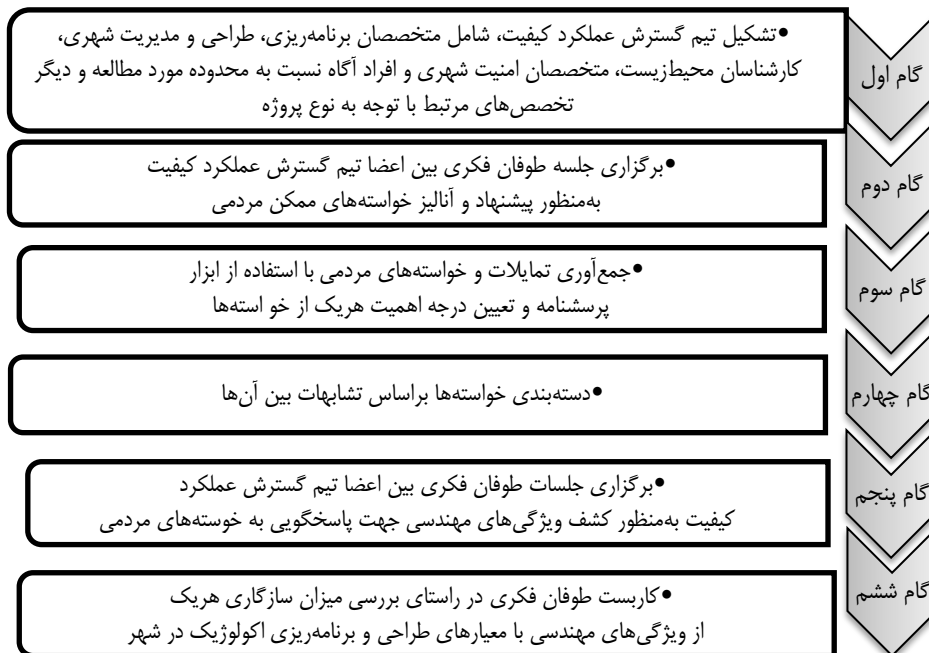 گام اول
•تشکیل تیم گسترش عملکرد کیفیت، شامل متخصصان برنامه‌ریزی، طراحی و مدیریت شهری،
کارشناسان محیط‌زیست، متخصصان امنیت شهری و افراد آگاه نسبت به محدوده مورد مطالعه و دیگر
تخصص‌های مرتبط با توجه به نوع پروژه
گام دوم
•برگزاری جلسه طوفان فکری بین اعضا تیم گسترش عملکرد کیفیت
به‌منظور پیشنهاد و آنالیز خواسته‌های ممکن مردمی
گام سوم
•جمع‌آوری تمایلات و خواسته‌های مردمی با استفاده از ابزار
پرسشنامه و تعیین درجه اهمیت هریک از خو استه‌ها
گام چهارم
•دسته‌بندی خواسته‌ها براساس تشابهات بین آن‌ها
گام پنجم
•برگزاری جلسات طوفان فکری بین اعضا تیم گسترش عملکرد
کیفیت به‌منظور کشف ویژگی‌های مهندسی جهت پاسخگویی به خوسته‌های مردمی
گام ششم
•کاربست طوفان فکری در راستای بررسی میزان سازگاری هریک
از ویژگی‌های مهندسی با معیارهای طراحی و برنامه‌ریزی اکولوژیک در شهر